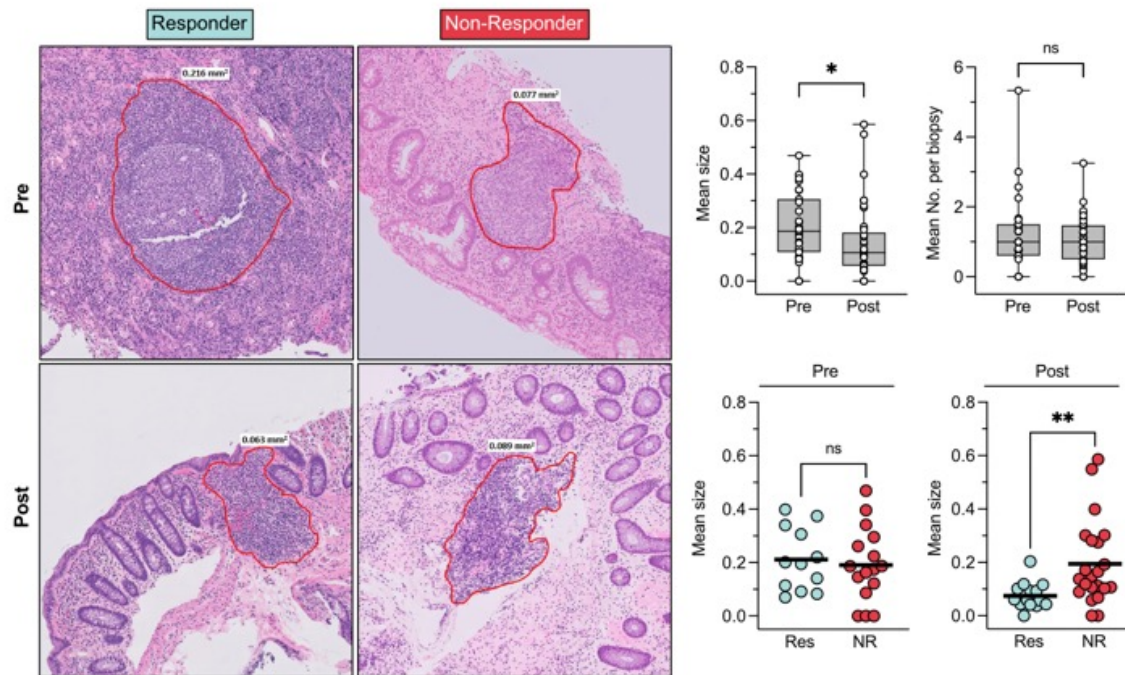 Responder
Non-Responder
Pre
0.216 mm²
0.077 mm²
Post
0.063 mm²
0.089 mm²
Mean size
0.8
0.6
0.4
0.2
0.0
*
Pre
Post
Mean No. per biopsy
6
4
2
0
ns
Pre
Post
Pre
Mean size
0.8
0.6
0.4
0.2
0.0
ns
Res
NR
Post
Mean size
0.8
0.6
0.4
0.2
0.0
**
Res
NR